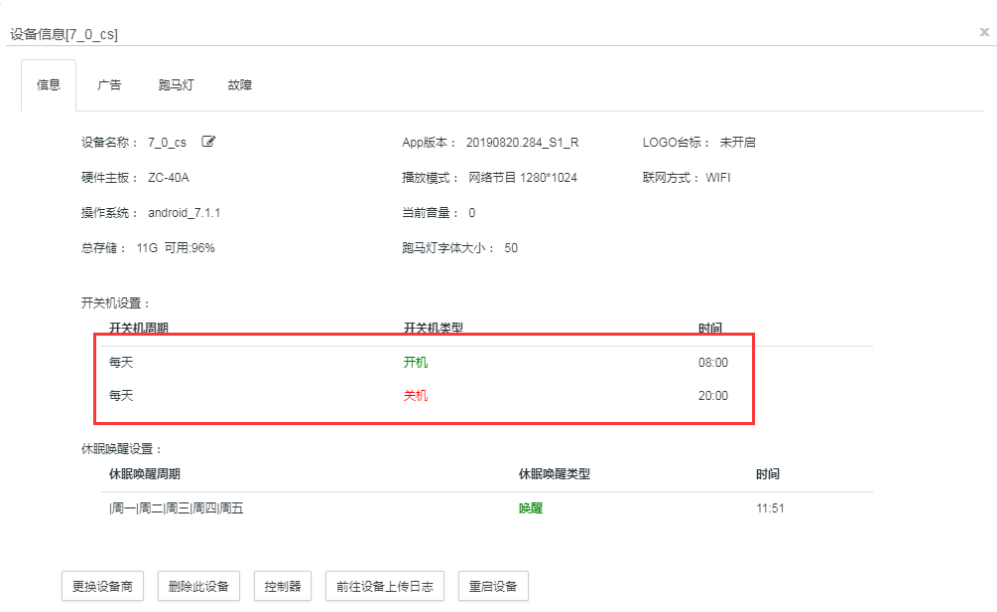 设备信息[7_0_cs] ×
信息 广告 跑马灯 故障
设备名称： 7_0_cs App版本： 20190820.284_S1_R LOGO台标： 未开启
硬件主板： ZC-40A 播放模式： 网络节目 1280*1024 联网方式： WIFI
操作系统： android_7.1.1 当前音量： 0
总存储： 11G 可用:96% 跑马灯字体大小： 50
开关机设置：
开关机周期 开关机类型 时间
每天 开机 08:00
每天 关机 20:00
休眠唤醒设置：
休眠唤醒周期 休眠唤醒类型 时间
|周一|周二|周三|周四|周五 唤醒 11:51
更换设备商 删除此设备 控制器 前往设备上传日志 重启设备